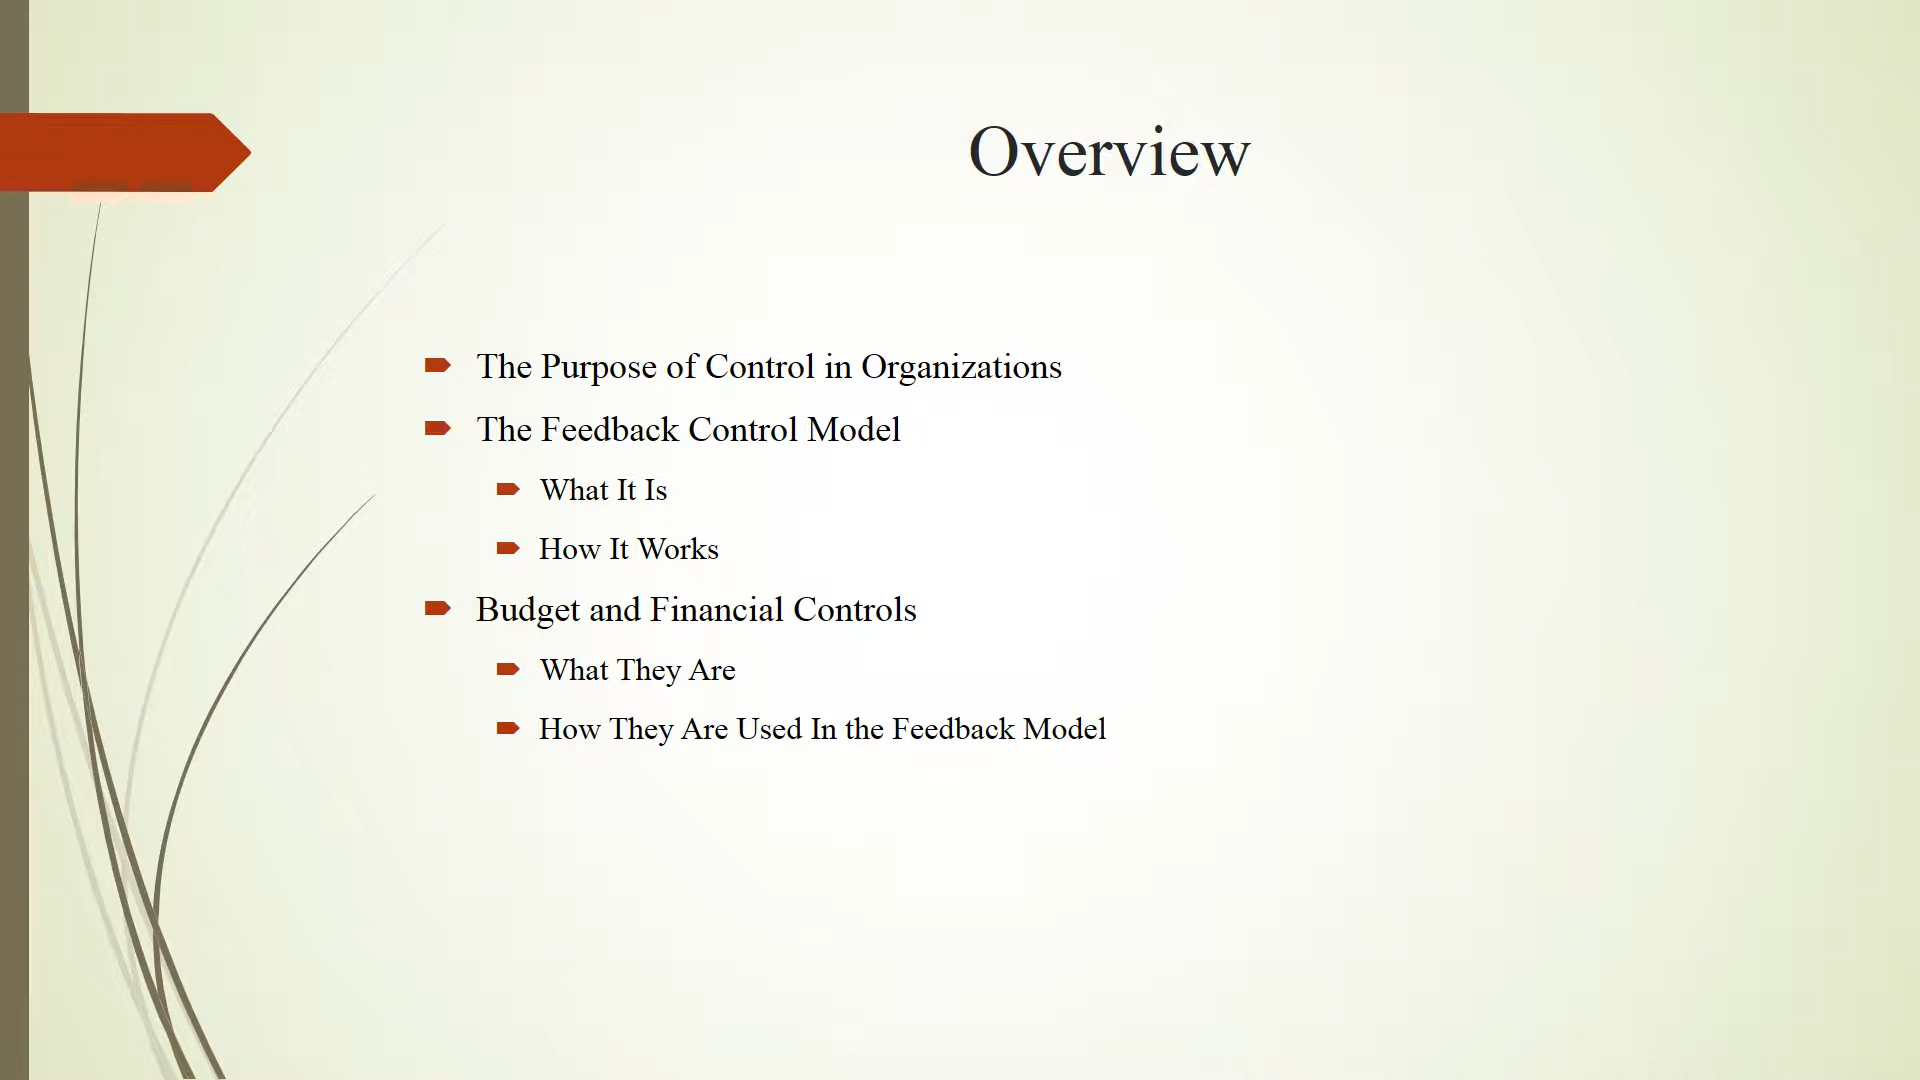 Overview
The Purpose of Control in Organizations
The Feedback Control Model
What It Is
How It Works
Budget and Financial Controls
What They Are
How They Are Used In the Feedback Model